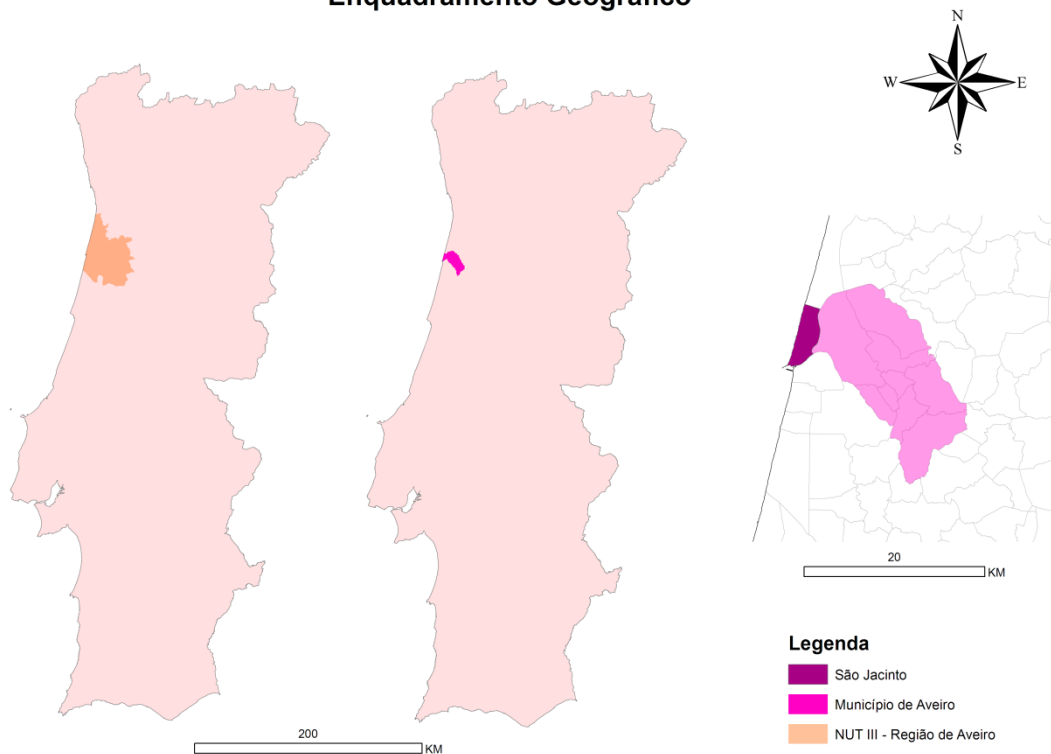 Enquadramento Geográfico
N
W
E
S
20
KM
200
KM
Legenda
São Jacinto
Município de Aveiro
NUT III - Região de Aveiro